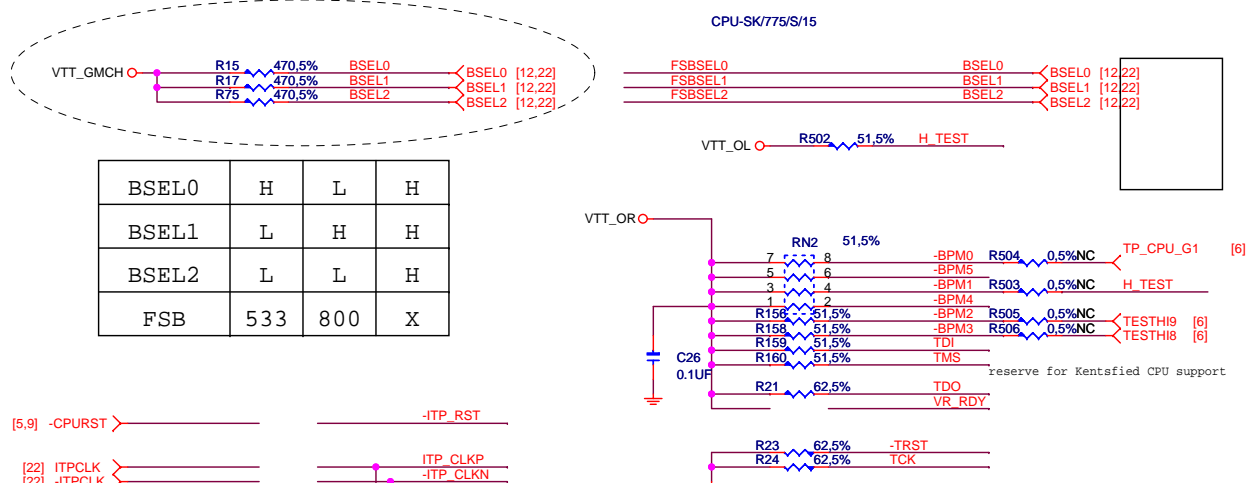 CPU-SK/775/S/15
VTT_GMCH
R15 470,5% BSEL0 BSEL0 [12,22]
R17 470,5% BSEL1 BSEL1 [12,22]
R75 470,5% BSEL2 BSEL2 [12,22]
FSBSEL0 BSEL0 BSEL0 [12,22]
FSBSEL1 BSEL1 BSEL1 [12,22]
FSBSEL2 BSEL2 BSEL2 [12,22]
VTT_OL R502 51,5% H_TEST
BSEL0 H L H
BSEL1 L H H
BSEL2 L L H
FSB 533 800 X
VTT_OR
RN2 51,5%
7 8 -BPM0 R504 0,5%NC TP_CPU_G1 [6]
5 6 -BPM5
3 4 -BPM1 R503 0,5%NC H_TEST
1 2 -BPM4
R156 51,5% -BPM2 R505 0,5%NC TESTHI9 [6]
R158 51,5% -BPM3 R506 0,5%NC TESTHI8 [6]
R159 51,5% TDI
R160 51,5% TMS
C26
0.1UF
reserve for Kentsfied CPU support
R21 62,5% TDO
VR_RDY
[5,9] -CPURST -ITP_RST
R23 62,5% -TRST
R24 62,5% TCK
[22] ITPCLK ITP_CLKP
[22] -ITPCLK -ITP_CLKN